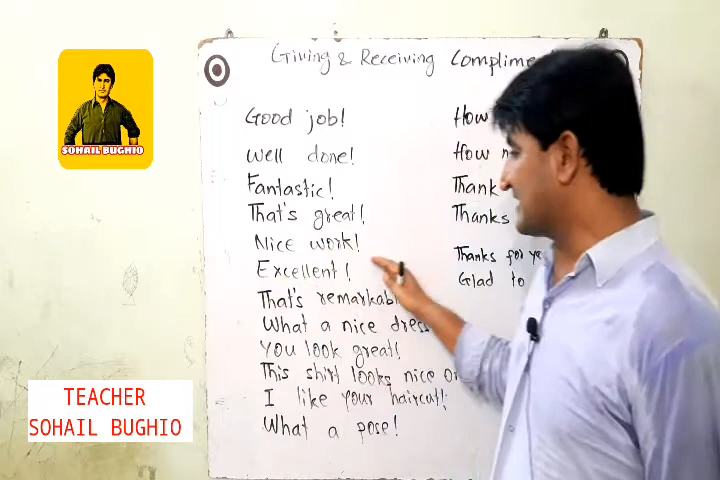 Giving & Receiving Complime
SOHAIL BUGHIO
Good job!
Well done!
Fantastic!
That's great!
Nice work!
Excellent!
That's remarkabl
What a nice dress
You look great!
This shirt looks nice
I like your haircut!
What a pose!
How
How
Thank
Thanks
Thanks for
Glad to
TEACHER
SOHAIL BUGHIO